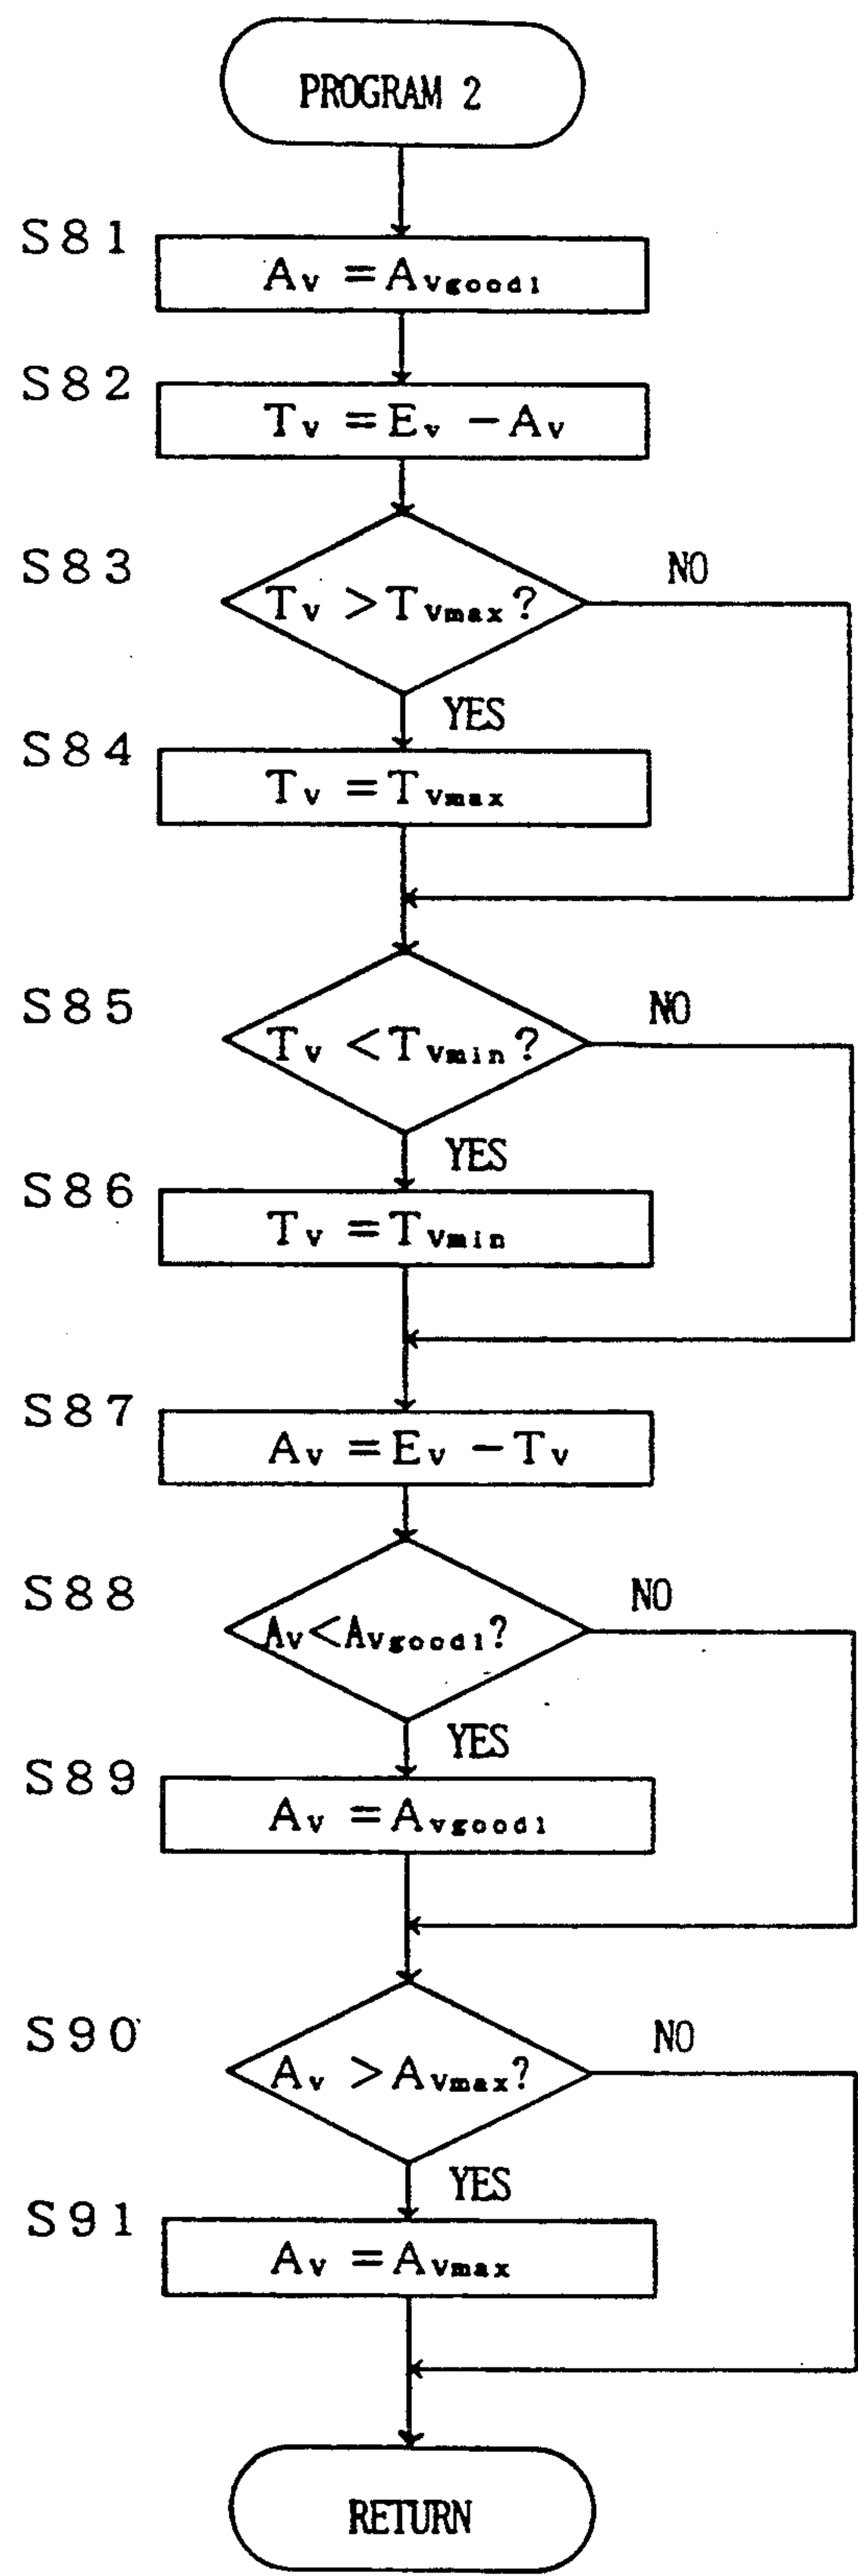 PROGRAM 2
S81
Av = Avgood1
S82
Tv = Ev - Av
S83
Tv > Tvmax?
NO
YES
S84
Tv = Tvmax
S85
Tv < Tvmin?
NO
YES
S86
Tv = Tvmin
S87
Av = Ev - Tv
S88
Av < Avgood1?
NO
YES
S89
Av = Avgood1
S90
Av > Avmax?
NO
YES
S91
Av = Avmax
RETURN